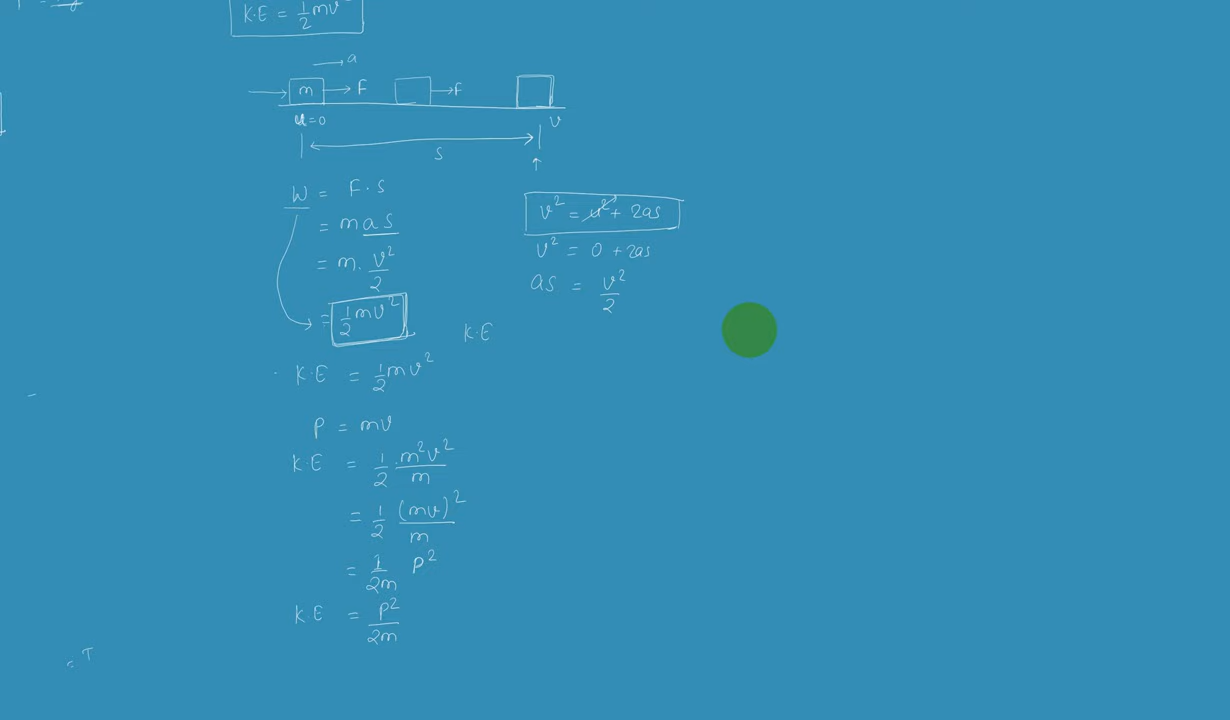 K.E = 1/2 mv²
a
m F F
u=0 v
S
W = F.S
= mas
= m. v²/2
= 1/2 mv²
v² = u² + 2as
v² = 0 + 2as
as = v²/2
K.E
K.E = 1/2 mv²
P = mv
K.E = 1/2 . m²v²/m
= 1/2 (mv)²/m
= 1/2m P²
K.E = P²/2m